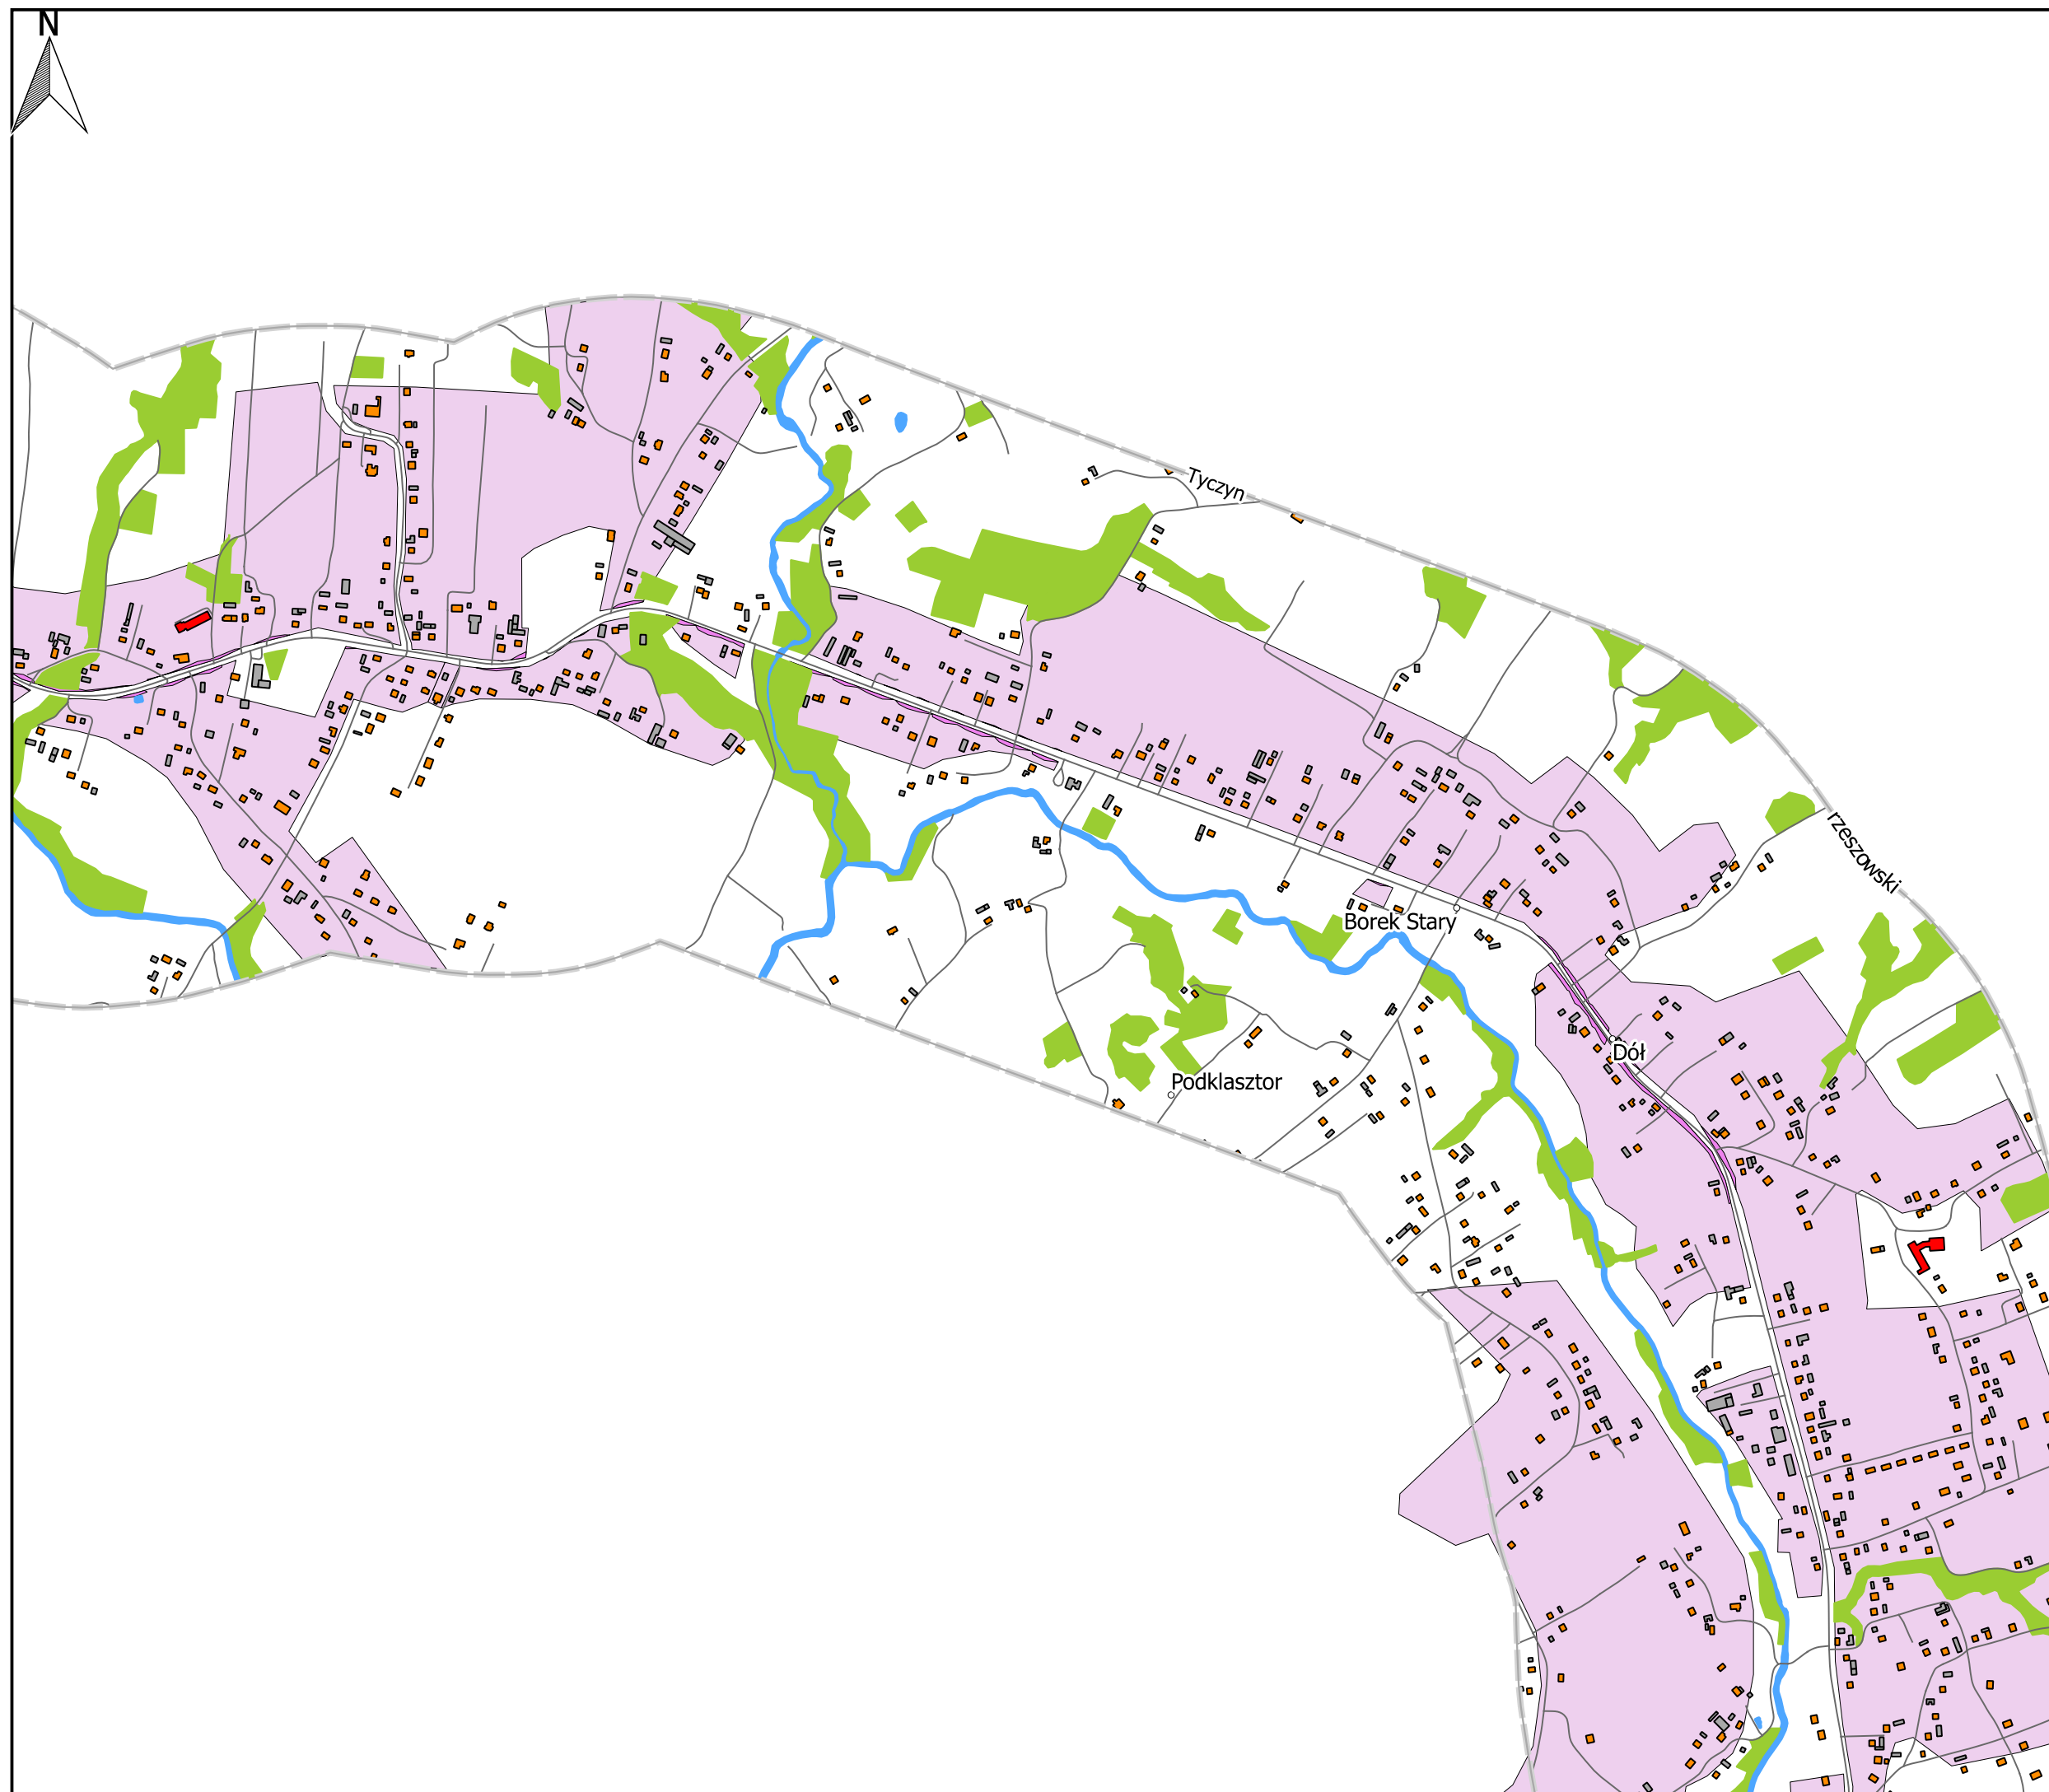 N
Tyczyn
rzeszowski
Borek Stary
Dół
Podklasztor